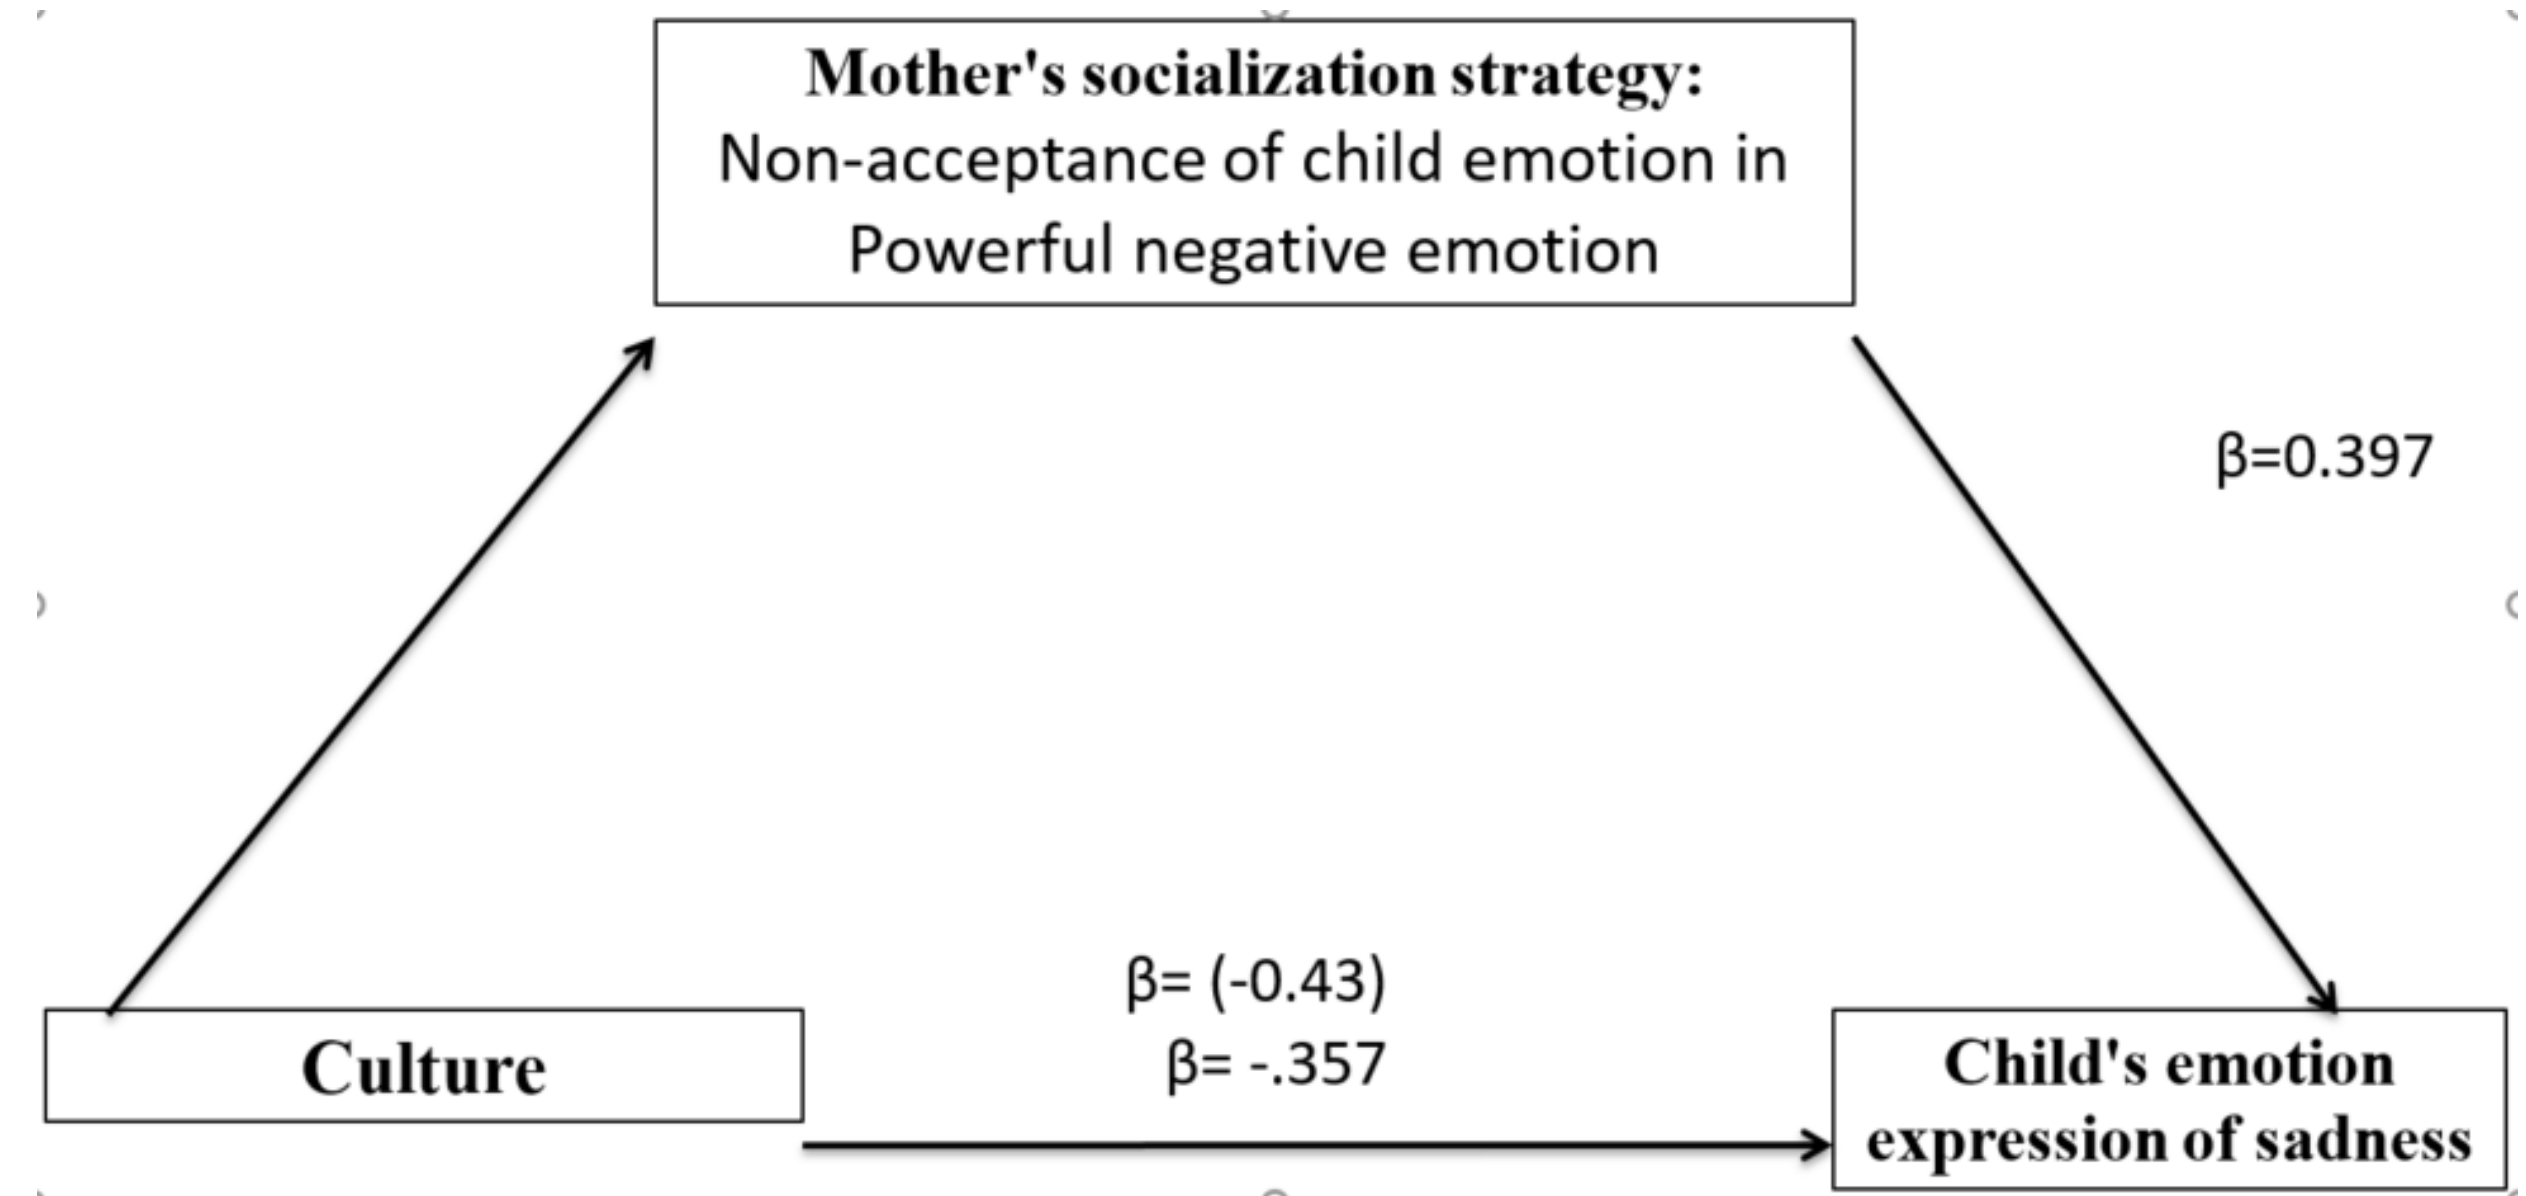 Mother's socialization strategy:
Non-acceptance of child emotion in
Powerful negative emotion
β=0.397
β= (-0.43)
β= -.357
Culture
Child's emotion
expression of sadness